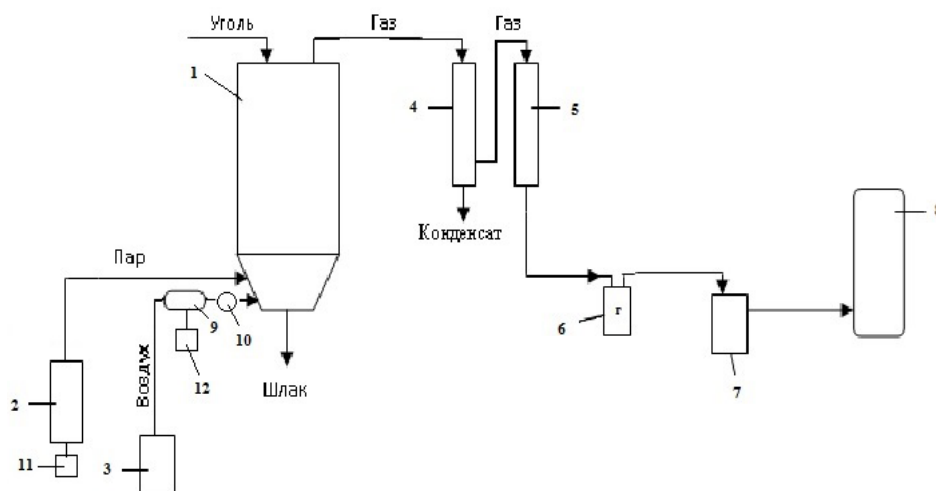 Уголь
Газ
Газ
1
4
5
8
Конденсат
Пар
г
6
7
9
10
12
Шлак
Воздух
2
11
3